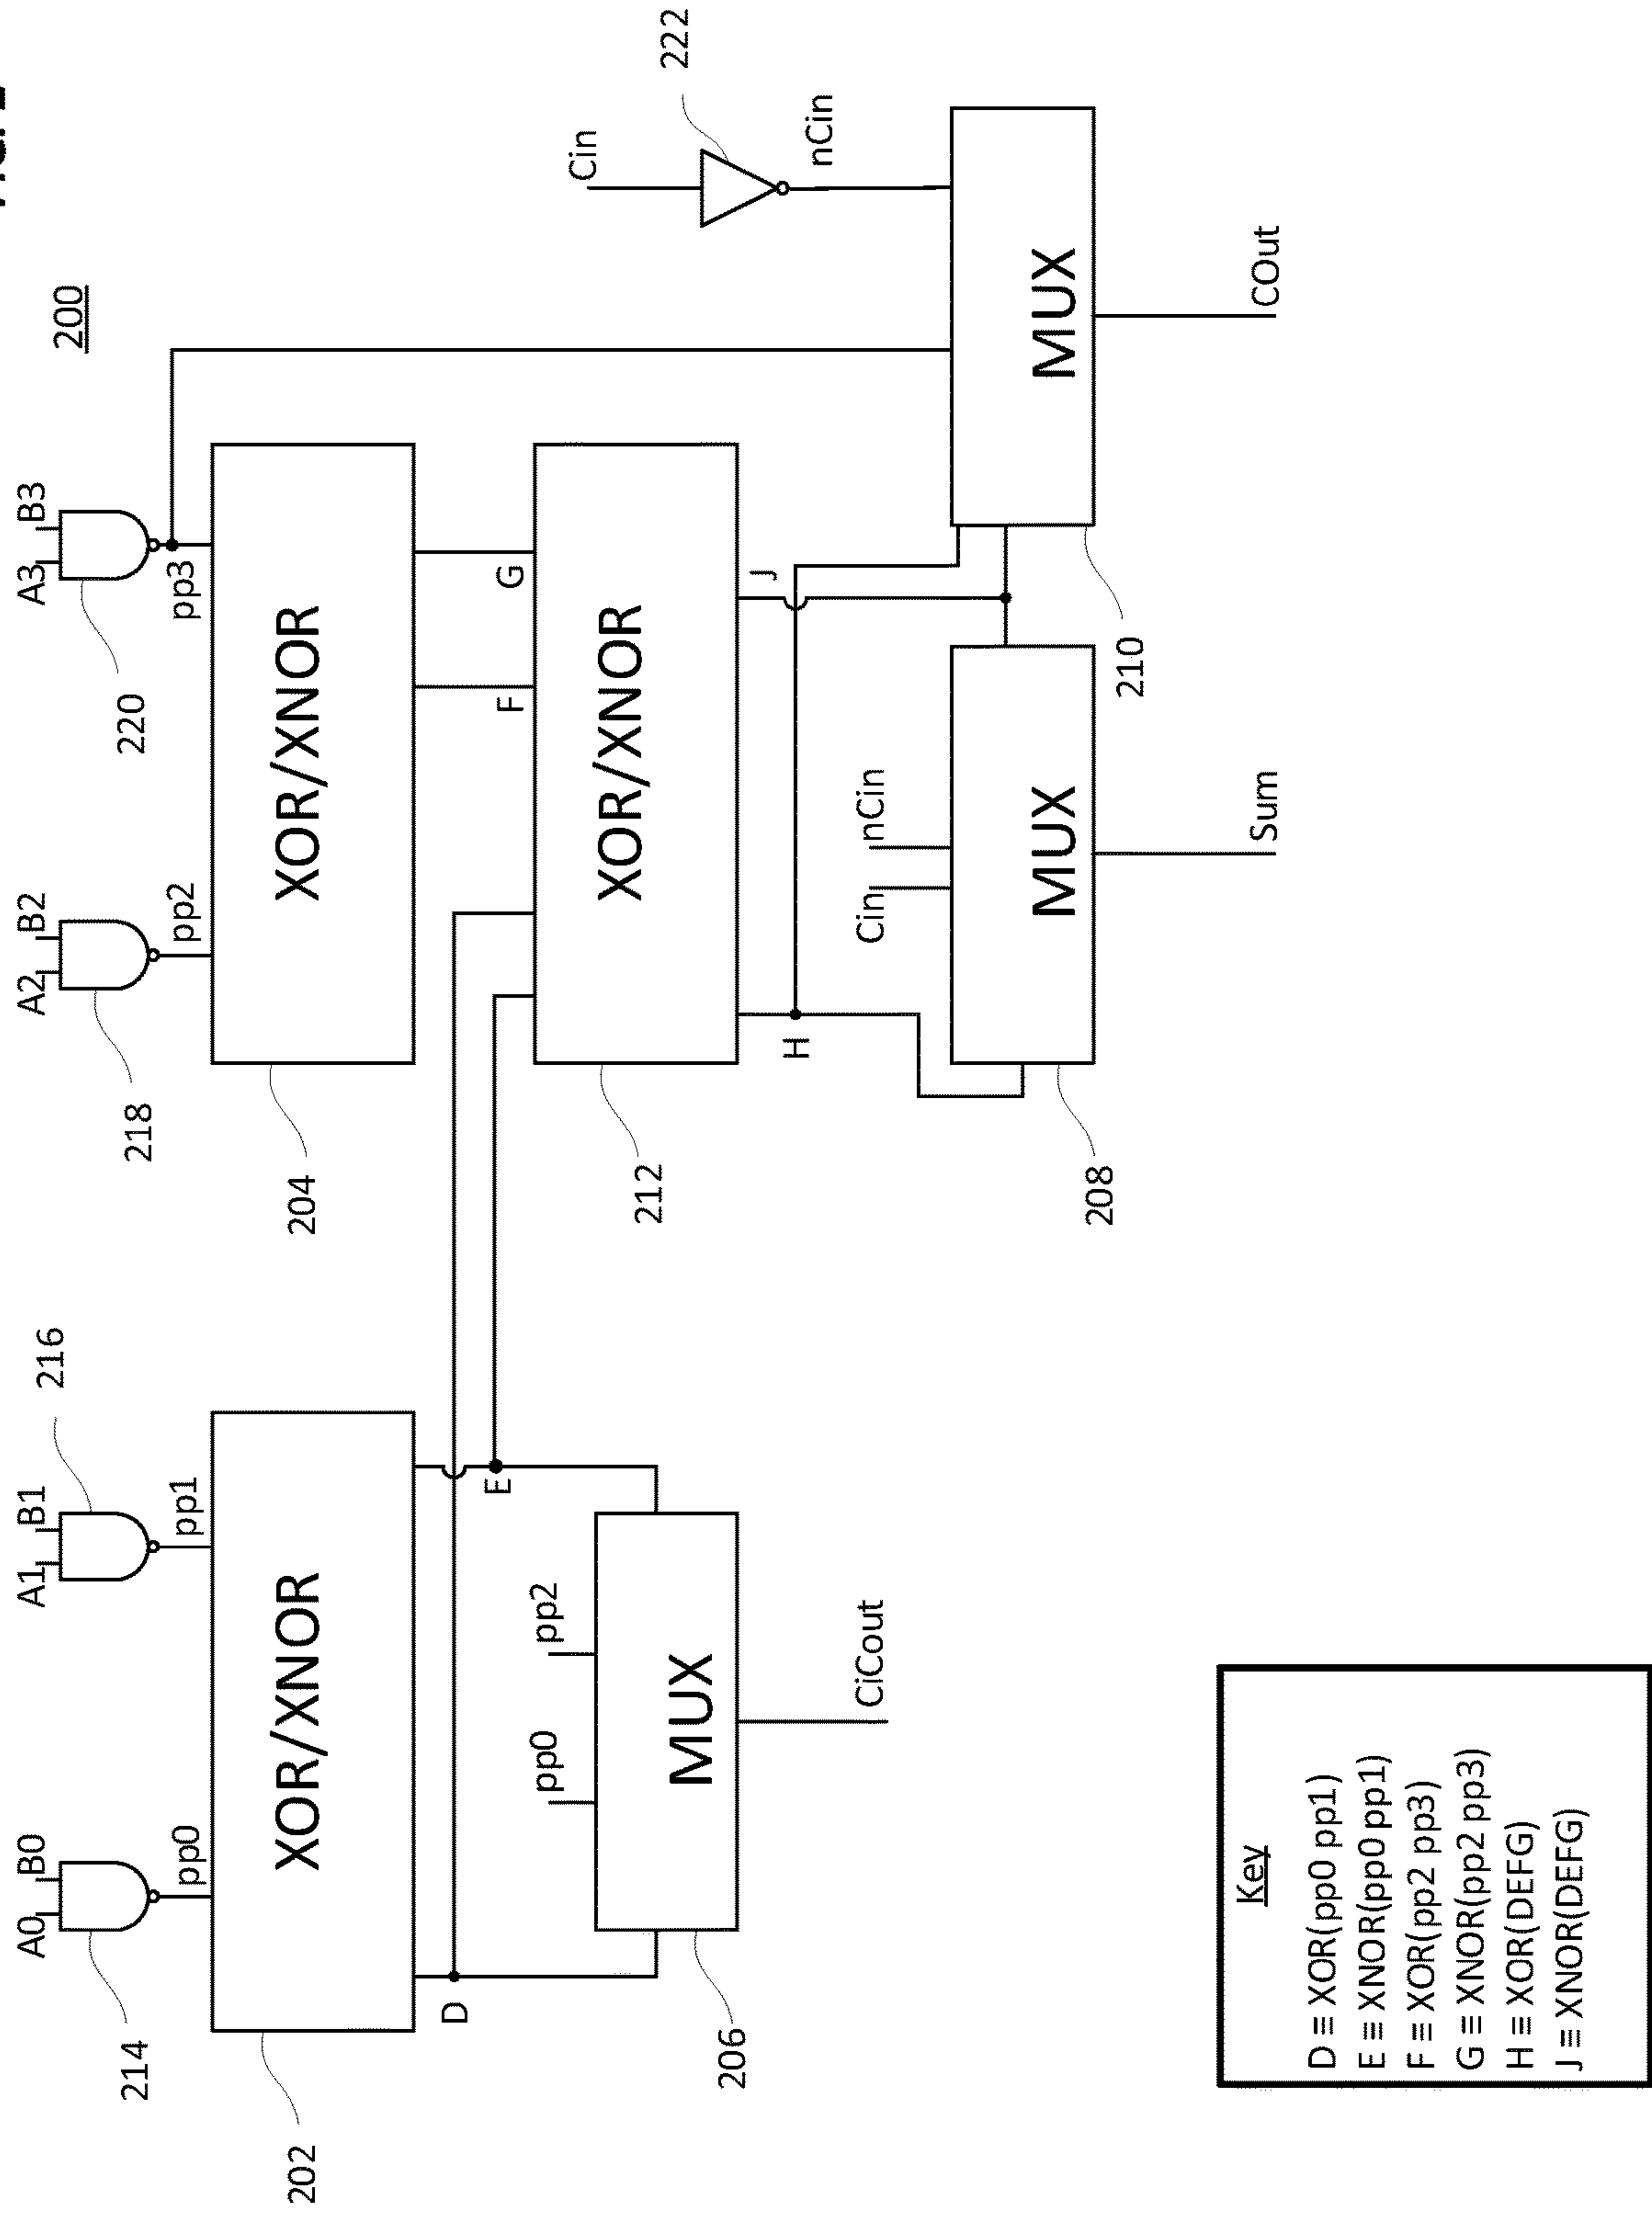 200
A0 B0
A1 B1
A2 B2
A3 B3
214
216
218
220
pp0
pp1
pp2
pp3
XOR/XNOR
202
XOR/XNOR
204
D
E
F
G
XOR/XNOR
212
pp0
pp2
MUX
206
CiCout
H
J
Cin
222
nCin
Cin
nCin
MUX
208
Sum
MUX
210
COut
Key
D ≡ XOR(pp0 pp1)
E ≡ XNOR(pp0 pp1)
F ≡ XOR(pp2 pp3)
G ≡ XNOR(pp2 pp3)
H ≡ XOR(DEFG)
J ≡ XNOR(DEFG)